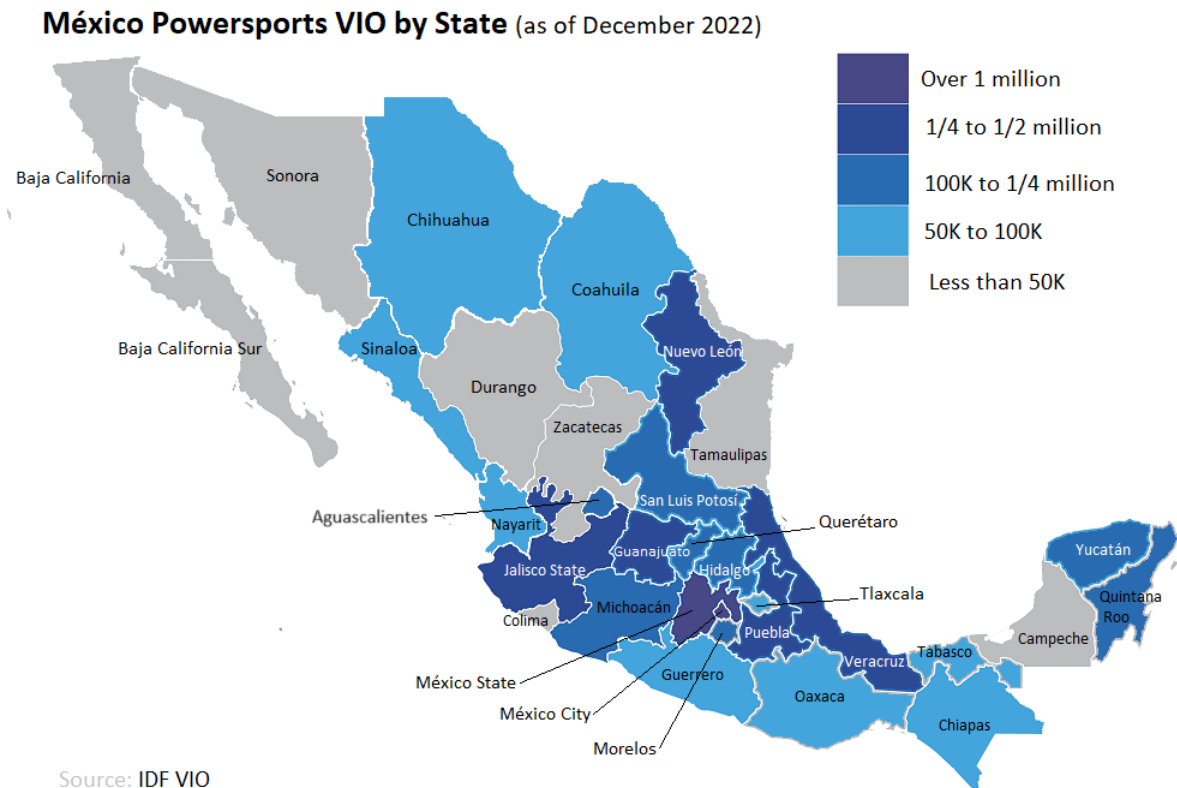 México Powersports VIO by State (as of December 2022)
Over 1 million
1/4 to 1/2 million
100K to 1/4 million
50K to 100K
Less than 50K
Baja California
Sonora
Chihuahua
Coahuila
Baja California Sur
Sinaloa
Nuevo León
Durango
Zacatecas
Tamaulipas
San Luis Potosí
Aguascalientes
Nayarit
Querétaro
Guanajuato
Hidalgo
Yucatán
Jalisco State
Tlaxcala
Quintana
Roo
Michoacán
Colima
Puebla
Campeche
Tabasco
Veracruz
México State
Guerrero
Oaxaca
México City
Chiapas
Morelos
Source: IDF VIO